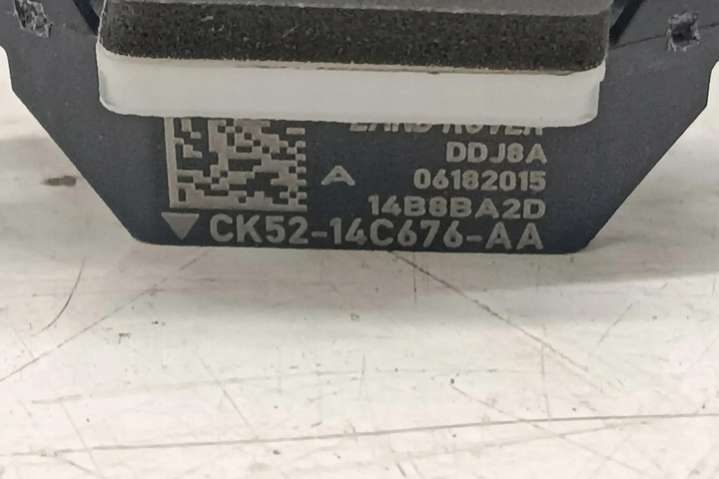 LAND ROVER
DDJ8A
A 06182015
14B8BA2D
CK52-14C676-AA